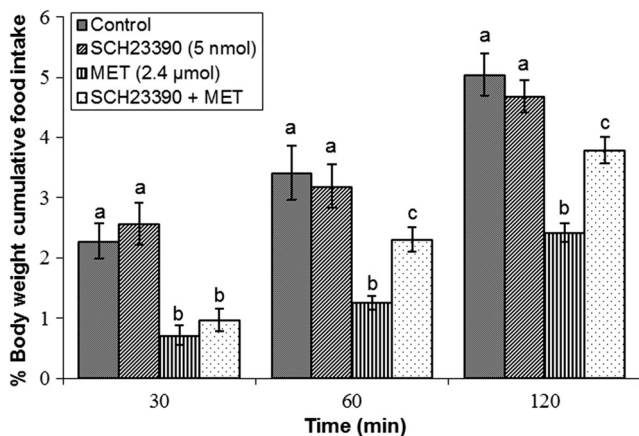 % Body weight cumulative food intake
6
5
4
3
2
1
0
Control
SCH23390 (5 nmol)
MET (2.4 µmol)
SCH23390 + MET
a a b b
a a b c
a a b c
30 60 120
Time (min)